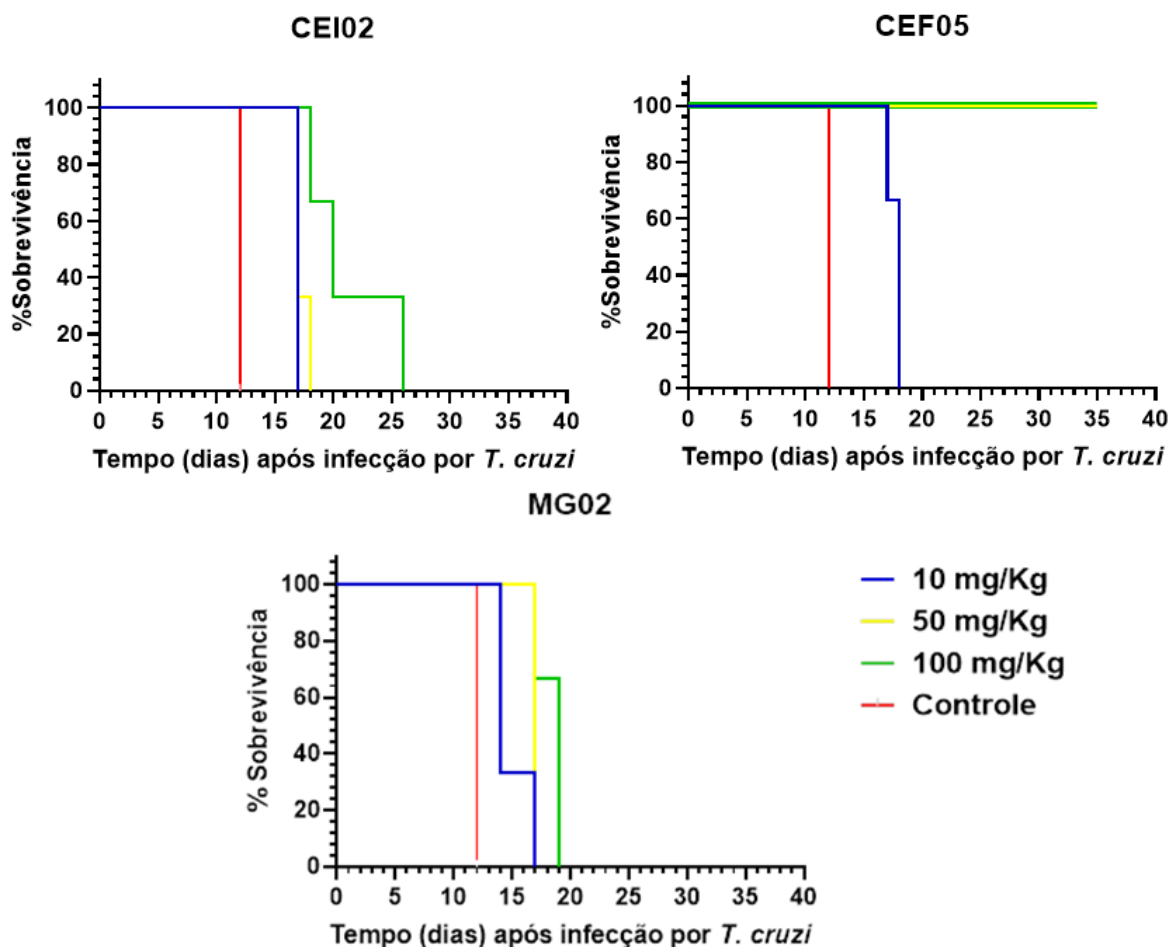 CEI02
%Sobrevivência
100
80
60
40
20
0
0 5 10 15 20 25 30 35 40
Tempo (dias) após infecção por T. cruzi
CEF05
%Sobrevivência
100
80
60
40
20
0
0 5 10 15 20 25 30 35 40
Tempo (dias) após infecção por T. cruzi
MG02
% Sobrevivência
100
80
60
40
20
0
0 5 10 15 20 25 30 35 40
Tempo (dias) após infecção por T. cruzi
10 mg/Kg
50 mg/Kg
100 mg/Kg
Controle